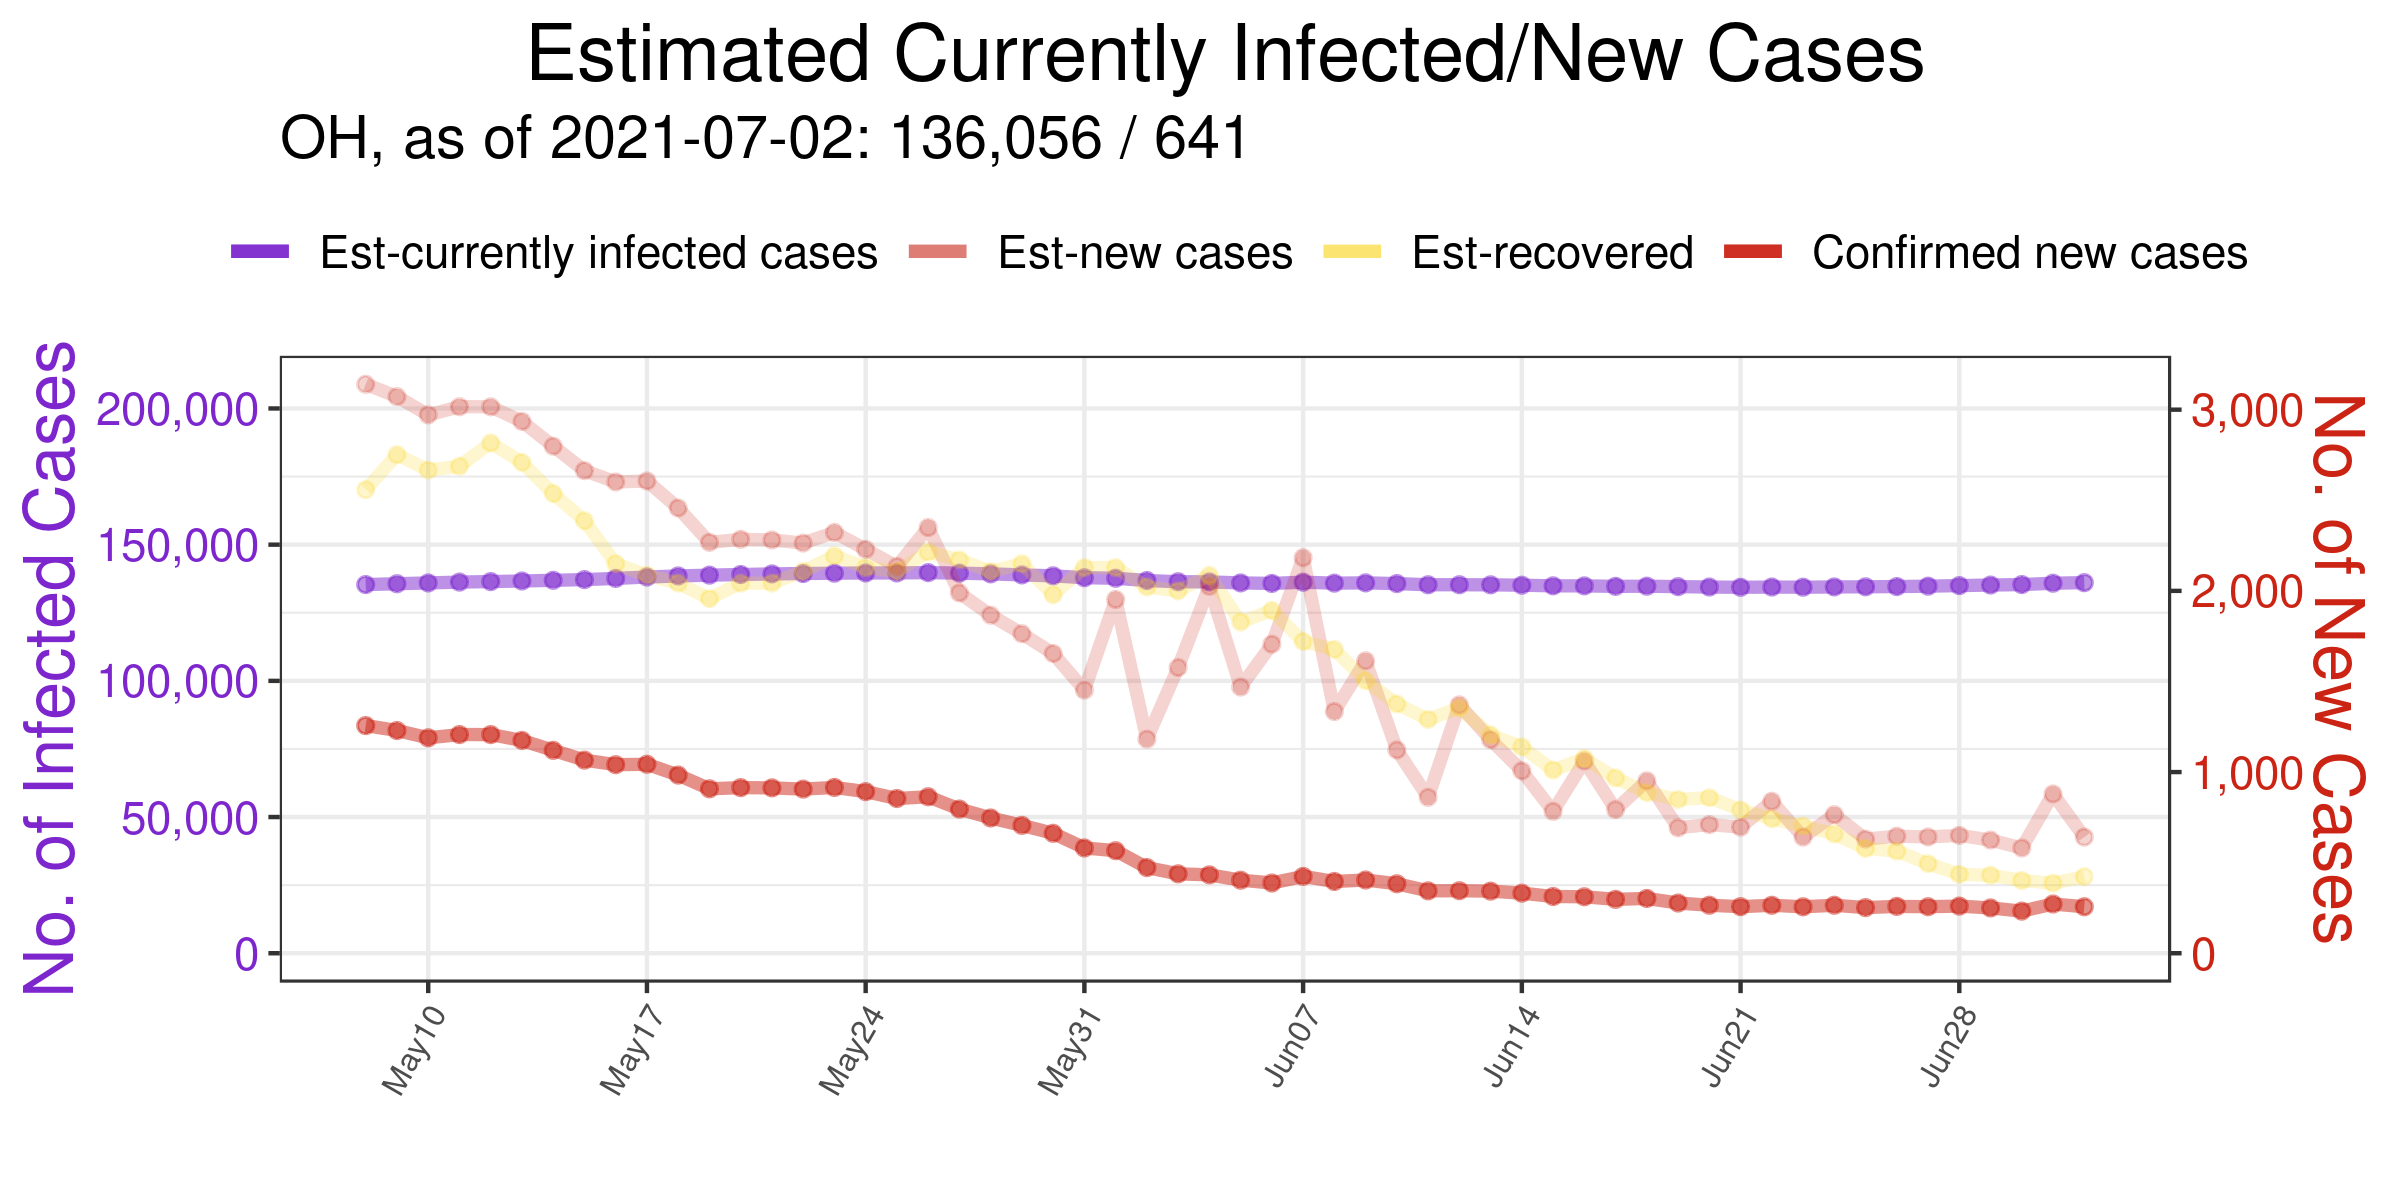 Estimated Currently Infected/New Cases
OH, as of 2021-07-02: 136,056 / 641
Est-currently infected cases Est-new cases Est-recovered Confirmed new cases
No. of Infected Cases
200,000
150,000
100,000
50,000
0
3,000
2,000
1,000
0
No. of New Cases
May10 May17 May24 May31 Jun07 Jun14 Jun21 Jun28